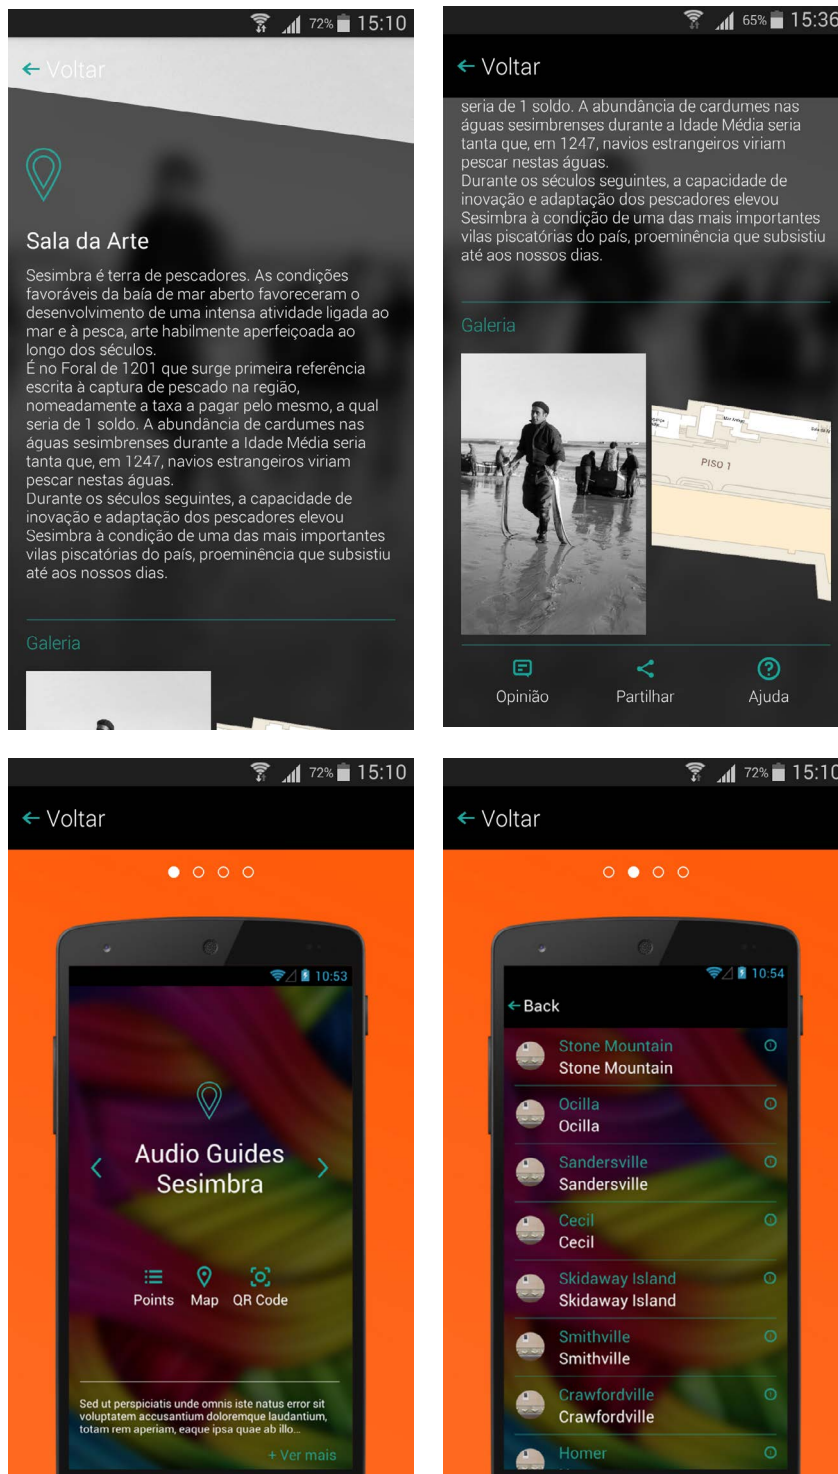 72% 15:10
Voltar
Sala da Arte
Sesimbra é terra de pescadores. As condições
favoráveis da baía de mar aberto favoreceram o
desenvolvimento de uma intensa atividade ligada ao
mar e à pesca, arte habilmente aperfeiçoada ao
longo dos séculos.
É no Foral de 1201 que surge primeira referência
escrita à captura de pescado na região,
nomeadamente a taxa a pagar pelo mesmo, a qual
seria de 1 soldo. A abundância de cardumes nas
águas sesimbrenses durante a Idade Média seria
tanta que, em 1247, navios estrangeiros viriam
pescar nestas águas.
Durante os séculos seguintes, a capacidade de
inovação e adaptação dos pescadores elevou
Sesimbra à condição de uma das mais importantes
vilas piscatórias do país, proeminência que subsistiu
até aos nossos dias.
Galeria
65% 15:36
Voltar
seria de 1 soldo. A abundância de cardumes nas
águas sesimbrenses durante a Idade Média seria
tanta que, em 1247, navios estrangeiros viriam
pescar nestas águas.
Durante os séculos seguintes, a capacidade de
inovação e adaptação dos pescadores elevou
Sesimbra à condição de uma das mais importantes
vilas piscatórias do país, proeminência que subsistiu
até aos nossos dias.
Galeria
PISO 1
Opinião Partilhar Ajuda
72% 15:10
Voltar
10:53
Audio Guides
Sesimbra
Points Map QR Code
Sed ut perspiciatis unde omnis iste natus error sit
voluptatem accusantium doloremque laudantium,
totam rem aperiam, eaque ipsa quae ab illo...
+ Ver mais
72% 15:10
Voltar
10:54
Back
Stone Mountain
Stone Mountain
Ocilla
Ocilla
Sandersville
Sandersville
Cecil
Cecil
Skidaway Island
Skidaway Island
Smithville
Smithville
Crawfordville
Crawfordville
Homer